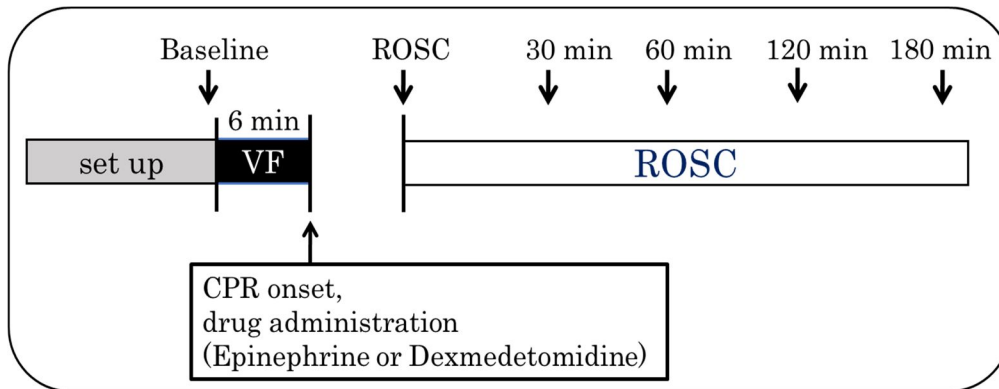 Baseline
ROSC
30 min
60 min
120 min
180 min
6 min
set up
VF
ROSC
CPR onset,
drug administration
(Epinephrine or Dexmedetomidine)